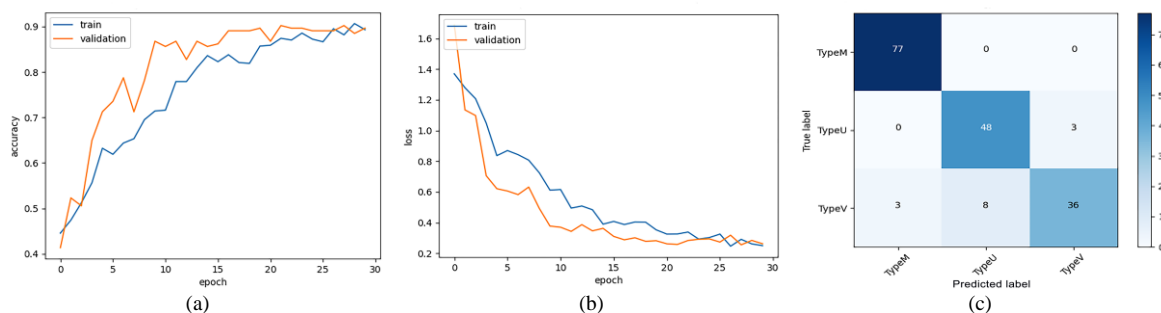 train
validation
0.9
0.8
0.7
0.6
0.5
0.4
accuracy
0 5 10 15 20 25 30
epoch
(a)
train
validation
1.6
1.4
1.2
1.0
0.8
0.6
0.4
0.2
loss
0 5 10 15 20 25 30
epoch
(b)
TypeM
TypeU
TypeV
True label
77 0 0
0 48 3
3 8 36
TypeM TypeU TypeV
Predicted label
(c)
0